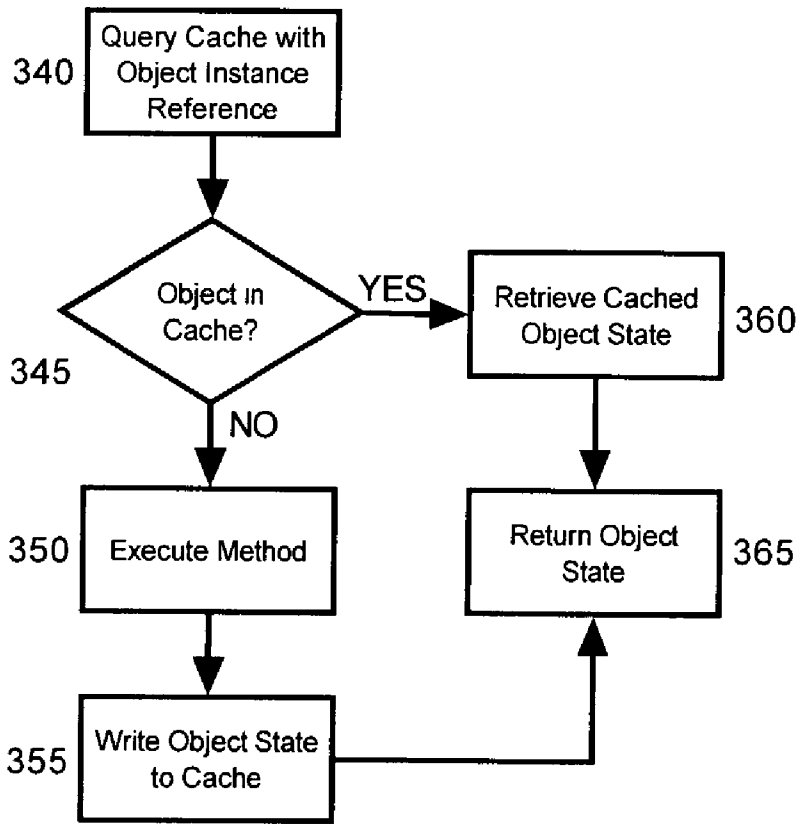 340
Query Cache with
Object Instance
Reference
Object in
Cache?
345
YES
Retrieve Cached
Object State
360
NO
350
Execute Method
Return Object
State
365
355
Write Object State
to Cache